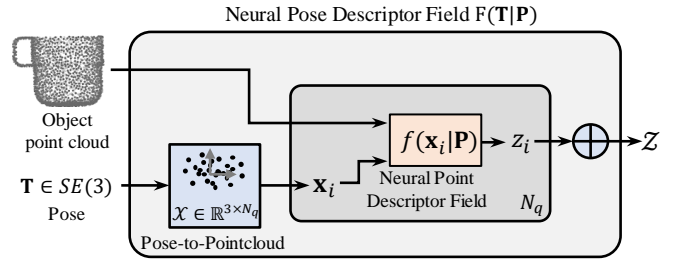 Neural Pose Descriptor Field F(𝐓|𝐏)
Object
point cloud
𝐓 ∈ SE(3)
Pose
𝒳 ∈ ℝ^{3×N_q}
Pose-to-Pointcloud
𝐱_i
f(𝐱_i|𝐏)
Neural Point
Descriptor Field
z_i
N_q
𝒵